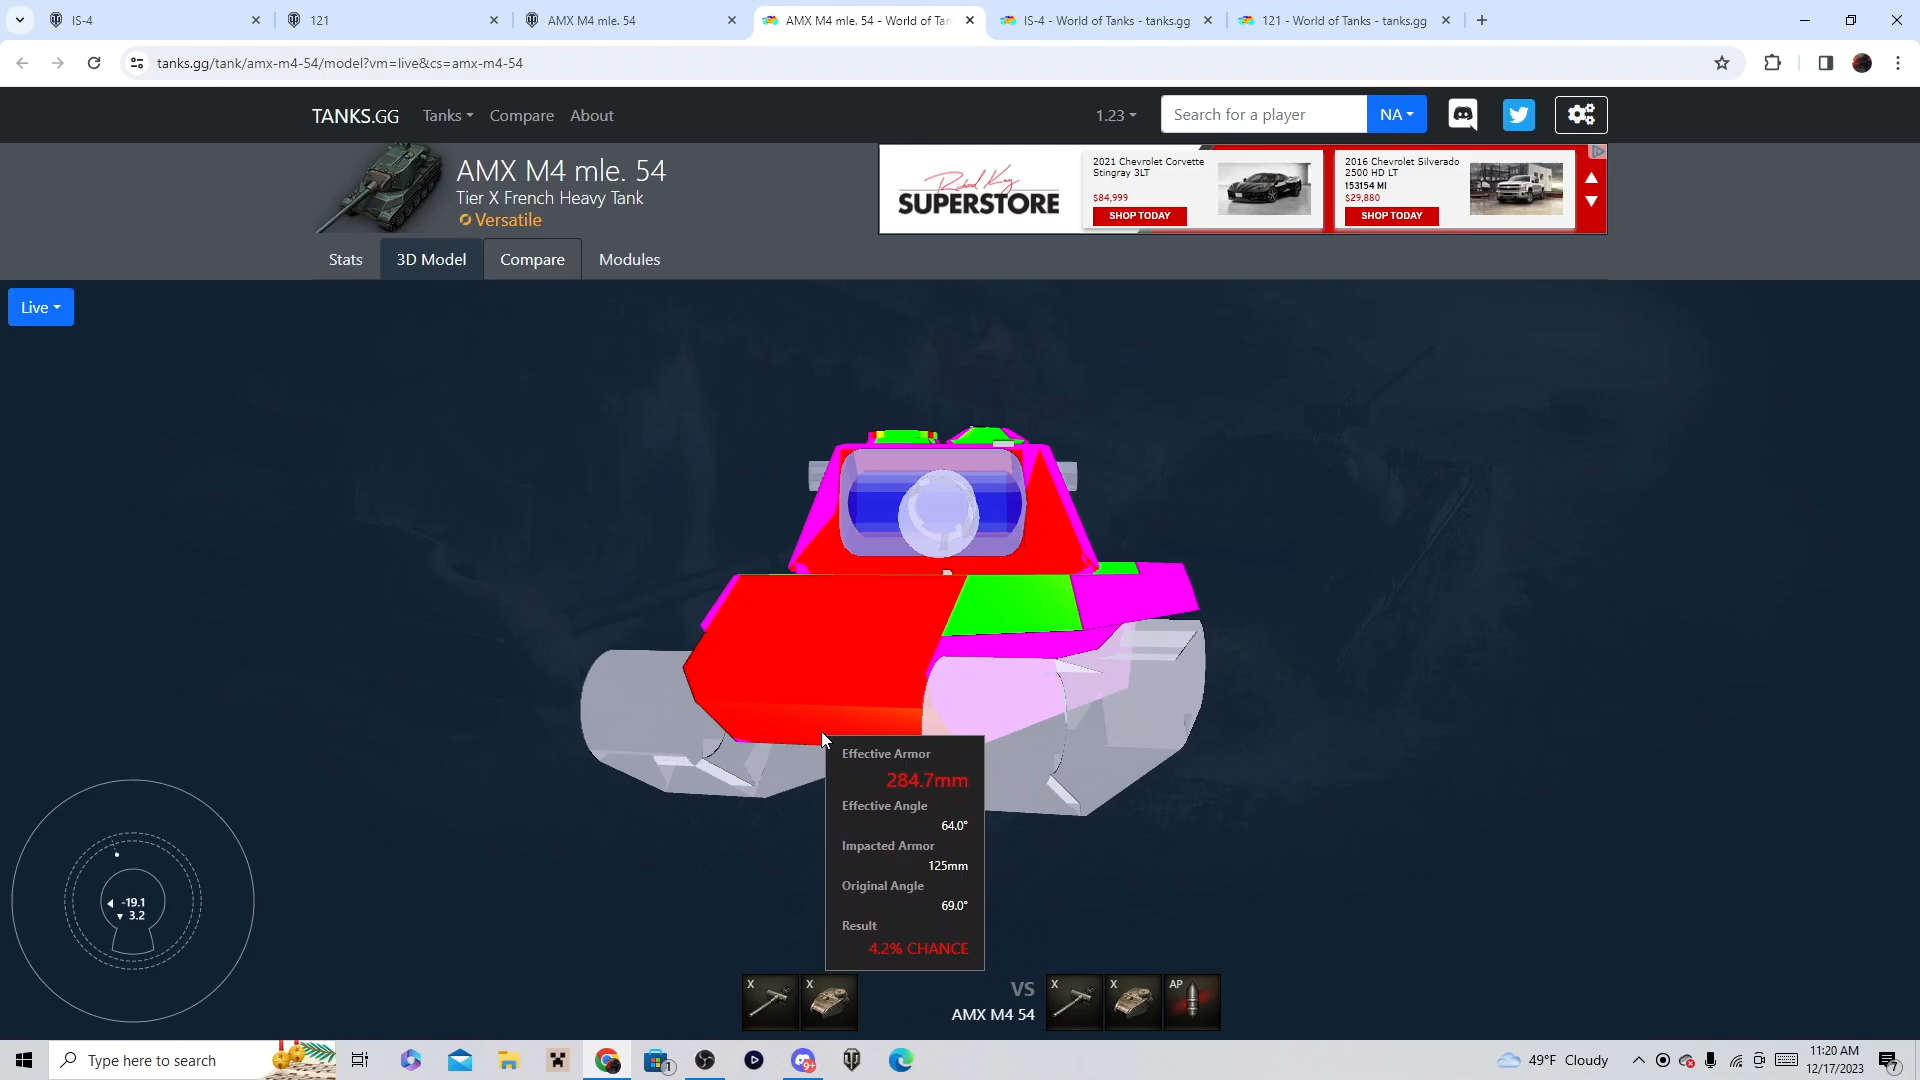 IS-4
121
AMX M4 mle. 54
AMX M4 mle. 54 - World of Tan
IS-4 - World of Tanks - tanks.gg
121 - World of Tanks - tanks.gg
tanks.gg/tank/amx-m4-54/model?vm=live&cs=amx-m4-54
TANKS.GG
Tanks
Compare
About
1.23
Search for a player
NA
AMX M4 mle. 54
Tier X French Heavy Tank
Versatile
Richard Kay
SUPERSTORE
2021 Chevrolet Corvette
Stingray 3LT
$84,999
SHOP TODAY
2016 Chevrolet Silverado
2500 HD LT
153154 MI
$29,880
SHOP TODAY
Stats
3D Model
Compare
Modules
Live
Effective Armor
284.7mm
Effective Angle
64.0°
Impacted Armor
125mm
Original Angle
69.0°
Result
4.2% CHANCE
-19.1
3.2
X
X
VS
AMX M4 54
X
X
AP
Type here to search
1
9+
49°F Cloudy
11:20 AM
12/17/2023
7